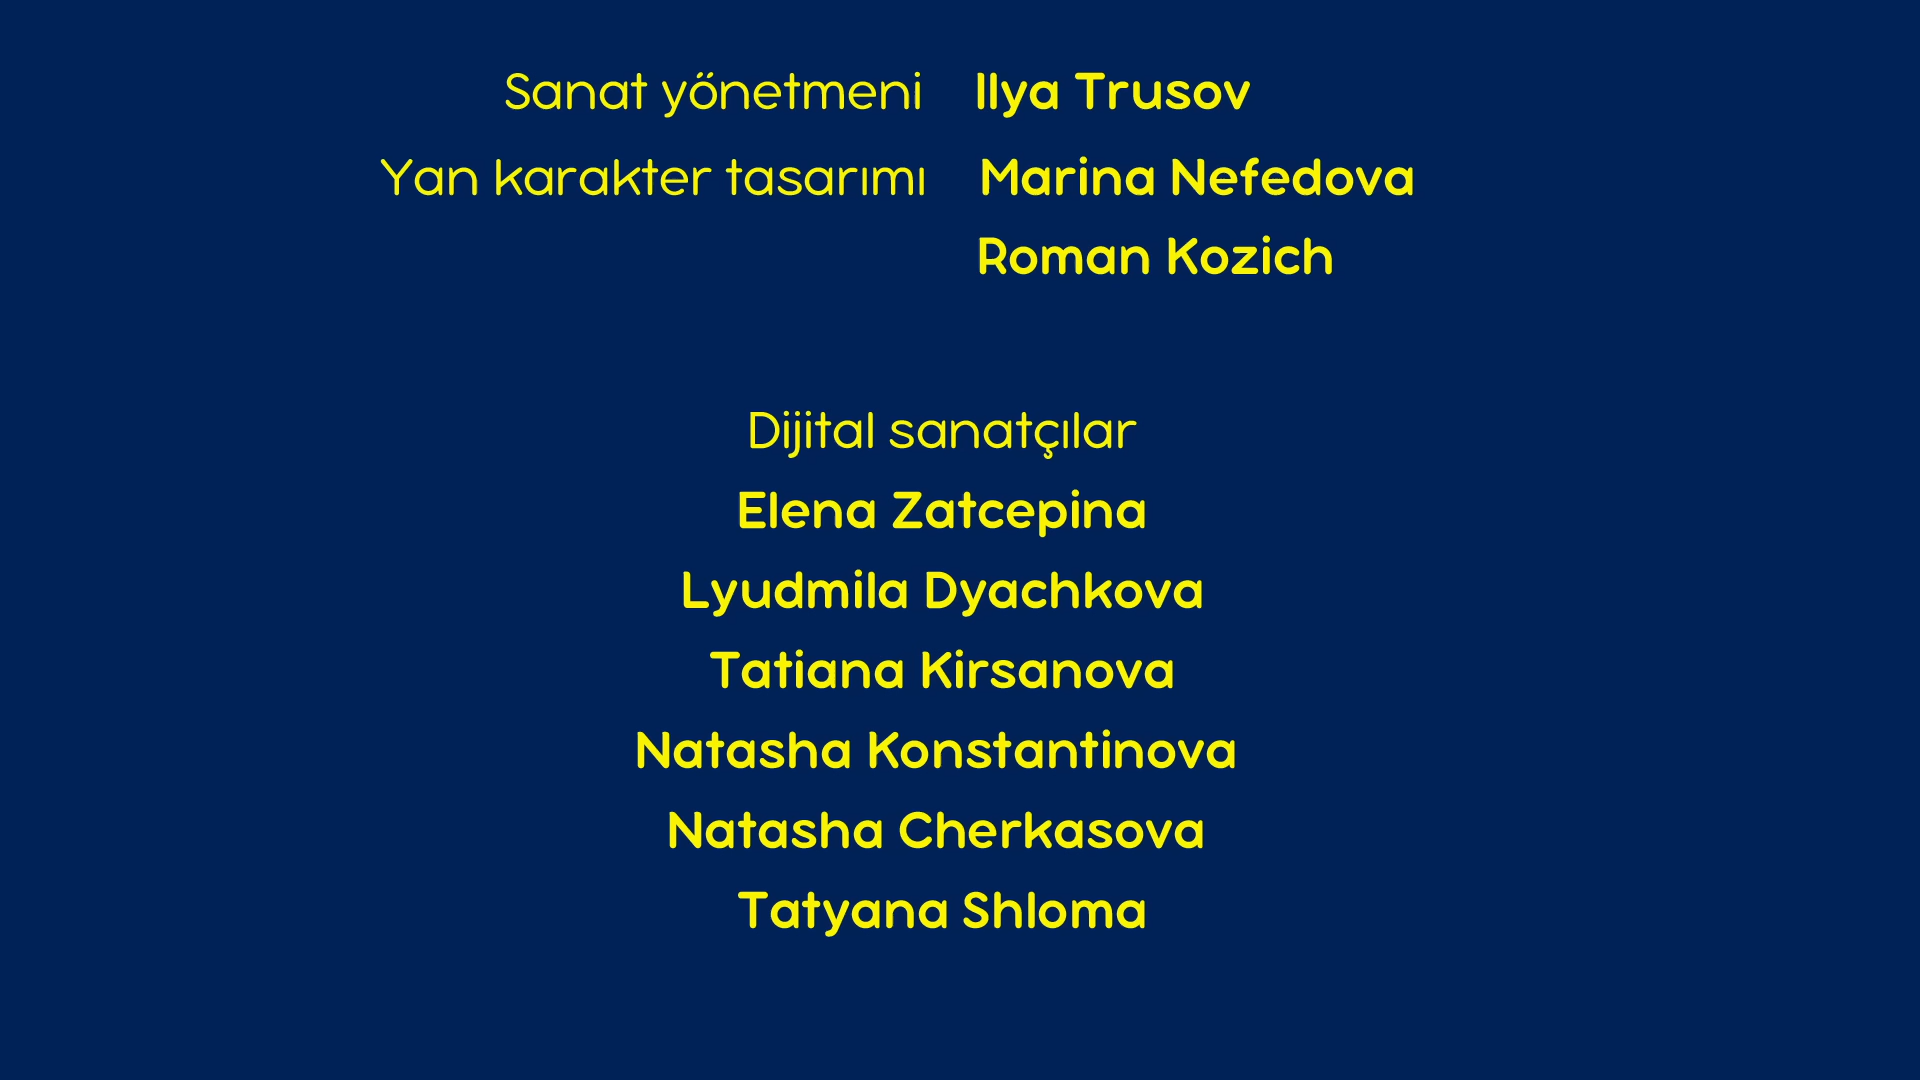 Sanat yönetmeni Ilya Trusov
Yan karakter tasarımı Marina Nefedova
Roman Kozich
Dijital sanatçılar
Elena Zatcepina
Lyudmila Dyachkova
Tatiana Kirsanova
Natasha Konstantinova
Natasha Cherkasova
Tatyana Shloma